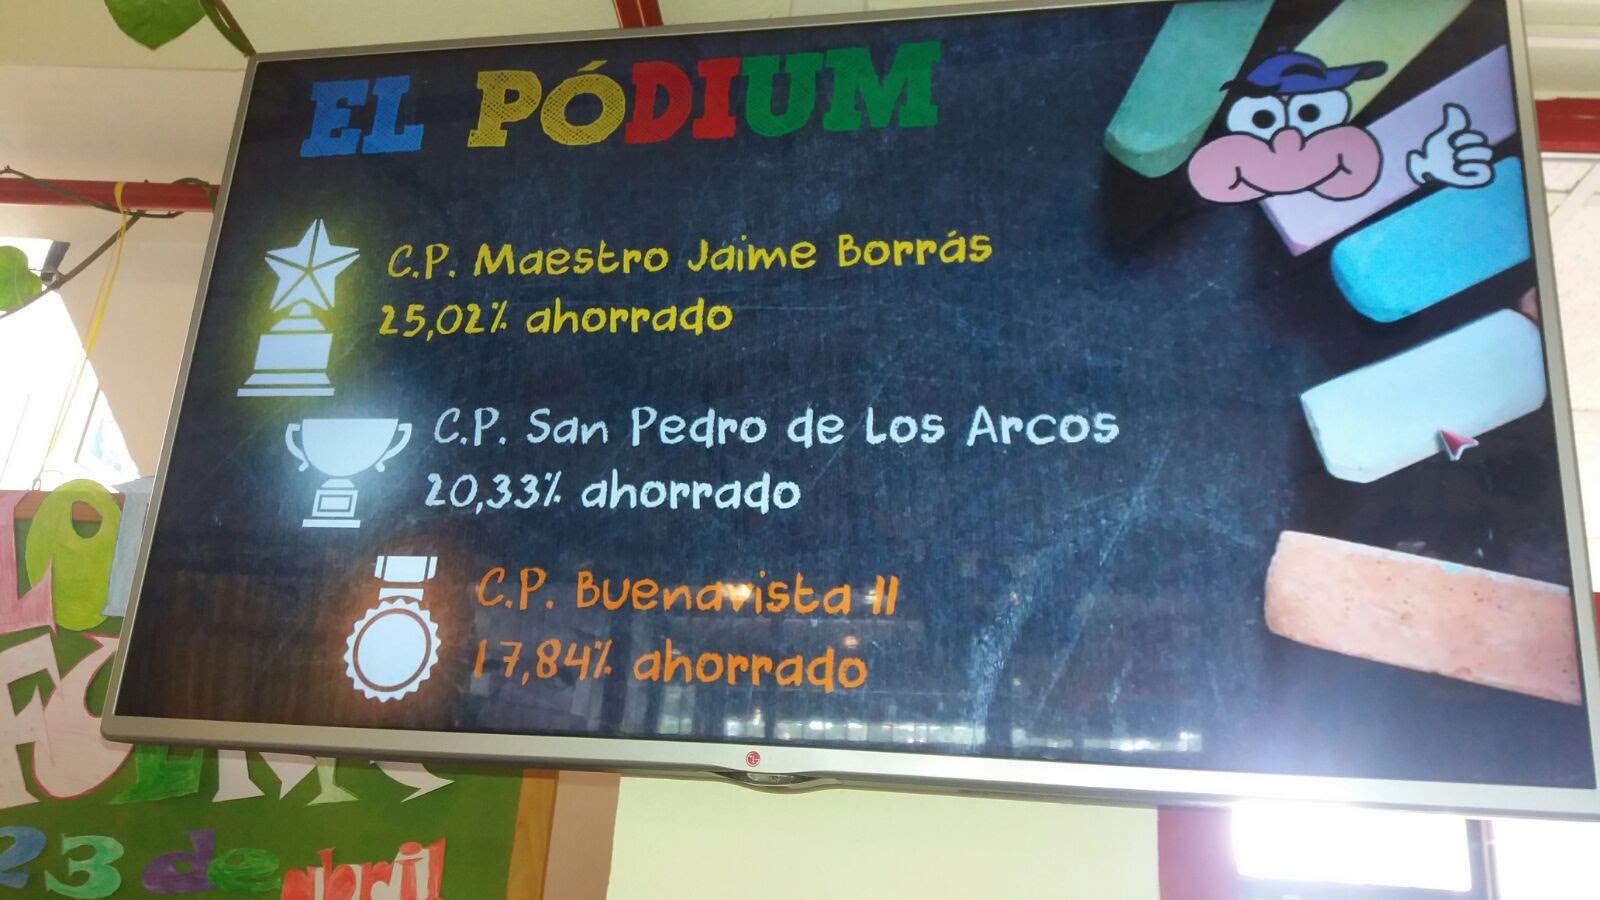 EL PÓDIUM
C.P. Maestro Jaime Borrás
25,02% ahorrado
C.P. San Pedro de Los Arcos
20,33% ahorrado
C.P. Buenavista II
17,84% ahorrado
LG
23 de abril